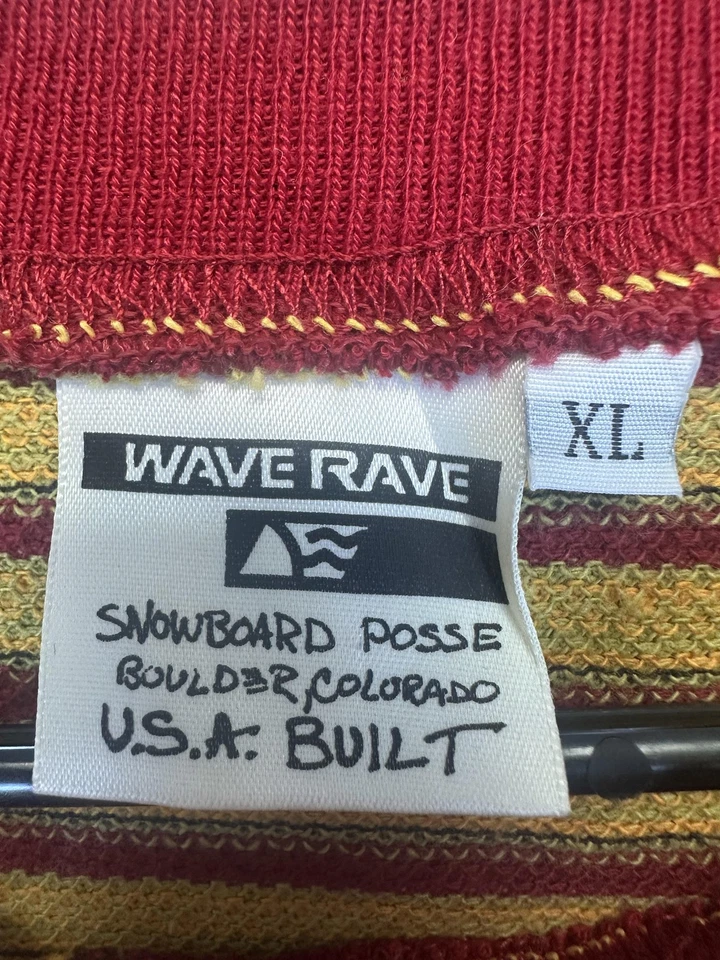 WAVE RAVE
XL
SNOWBOARD POSSE
BOULDER, COLORADO
U.S.A. BUILT